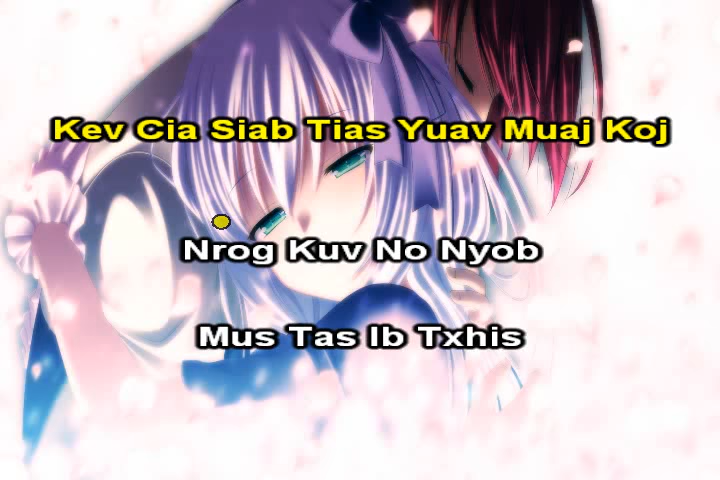 Kev Cia Siab Tias Yuav Muaj Koj
Nrog Kuv No Nyob
Mus Tas Ib Txhis